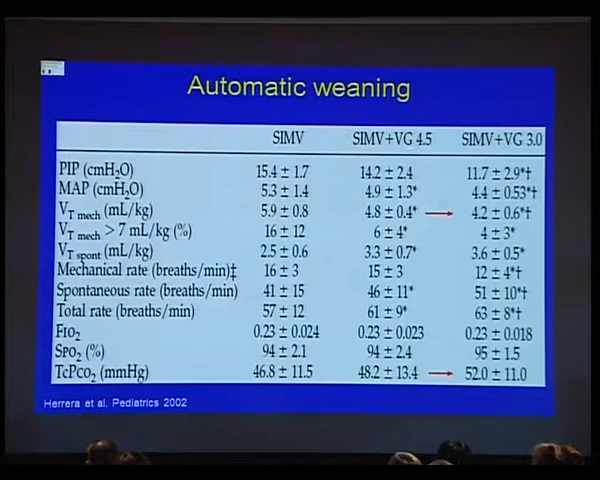 Automatic weaning
SIMV SIMV+VG 4.5 SIMV+VG 3.0
PIP (cmH₂O) 15.4 ± 1.7 14.2 ± 2.4 11.7 ± 2.9*†
MAP (cmH₂O) 5.3 ± 1.4 4.9 ± 1.3* 4.4 ± 0.53*†
VT mech (mL/kg) 5.9 ± 0.8 4.8 ± 0.4* → 4.2 ± 0.6*†
VT mech > 7 mL/kg (%) 16 ± 12 6 ± 4* 4 ± 3*
VT spont (mL/kg) 2.5 ± 0.6 3.3 ± 0.7* 3.6 ± 0.5*
Mechanical rate (breaths/min)‡ 16 ± 3 15 ± 3 12 ± 4*†
Spontaneous rate (breaths/min) 41 ± 15 46 ± 11* 51 ± 10*†
Total rate (breaths/min) 57 ± 12 61 ± 9* 63 ± 8*†
FIO₂ 0.23 ± 0.024 0.23 ± 0.023 0.23 ± 0.018
SpO₂ (%) 94 ± 2.1 94 ± 2.4 95 ± 1.5
TcPCO₂ (mmHg) 46.8 ± 11.5 48.2 ± 13.4 → 52.0 ± 11.0
Herrera et al. Pediatrics 2002